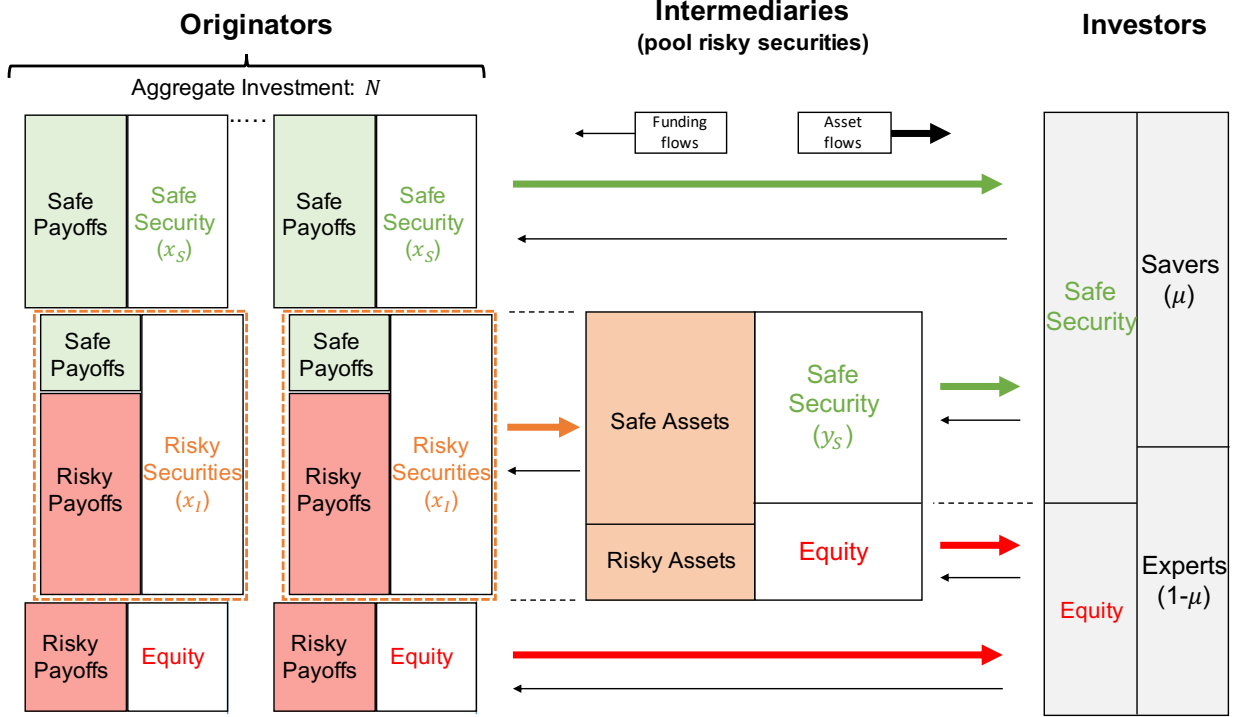 Originators
Intermediaries
(pool risky securities)
Investors
Aggregate Investment: N
Funding
flows
Asset
flows
.....
Safe
Payoffs
Safe
Security
(x_S)
Safe
Payoffs
Safe
Security
(x_S)
Safe
Payoffs
Risky
Payoffs
Risky
Securities
(x_I)
Safe
Payoffs
Risky
Payoffs
Risky
Securities
(x_I)
Risky
Payoffs
Equity
Risky
Payoffs
Equity
Safe Assets
Risky Assets
Safe
Security
(y_S)
Equity
Safe
Security
Equity
Savers
(μ)
Experts
(1-μ)